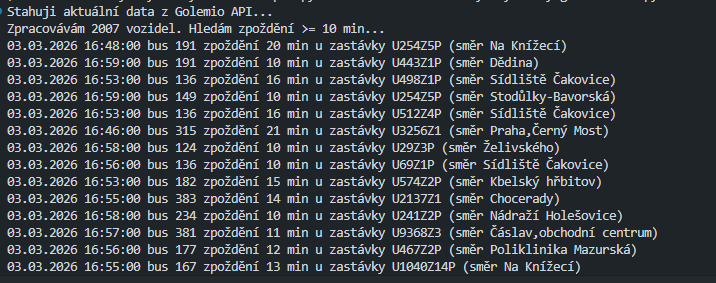 Stahuji aktuální data z Golemio API...
Zpracovávám 2007 vozidel. Hledám zpoždění >= 10 min...
03.03.2026 16:48:00 bus 191 zpoždění 20 min u zastávky U254Z5P (směr Na Knížecí)
03.03.2026 16:59:00 bus 191 zpoždění 10 min u zastávky U443Z1P (směr Dědina)
03.03.2026 16:53:00 bus 136 zpoždění 16 min u zastávky U498Z1P (směr Sídliště Čakovice)
03.03.2026 16:59:00 bus 149 zpoždění 10 min u zastávky U254Z5P (směr Stodůlky-Bavorská)
03.03.2026 16:53:00 bus 136 zpoždění 16 min u zastávky U512Z4P (směr Sídliště Čakovice)
03.03.2026 16:46:00 bus 315 zpoždění 21 min u zastávky U3256Z1 (směr Praha,Černý Most)
03.03.2026 16:58:00 bus 124 zpoždění 10 min u zastávky U29Z3P (směr Želivského)
03.03.2026 16:56:00 bus 136 zpoždění 10 min u zastávky U69Z1P (směr Sídliště Čakovice)
03.03.2026 16:53:00 bus 182 zpoždění 15 min u zastávky U574Z2P (směr Kbelský hřbitov)
03.03.2026 16:55:00 bus 383 zpoždění 14 min u zastávky U2137Z1 (směr Chocerady)
03.03.2026 16:58:00 bus 234 zpoždění 10 min u zastávky U241Z2P (směr Nádraží Holešovice)
03.03.2026 16:57:00 bus 381 zpoždění 11 min u zastávky U9368Z3 (směr Čáslav,obchodní centrum)
03.03.2026 16:56:00 bus 177 zpoždění 12 min u zastávky U467Z2P (směr Poliklinika Mazurská)
03.03.2026 16:55:00 bus 167 zpoždění 13 min u zastávky U1040Z14P (směr Na Knížecí)